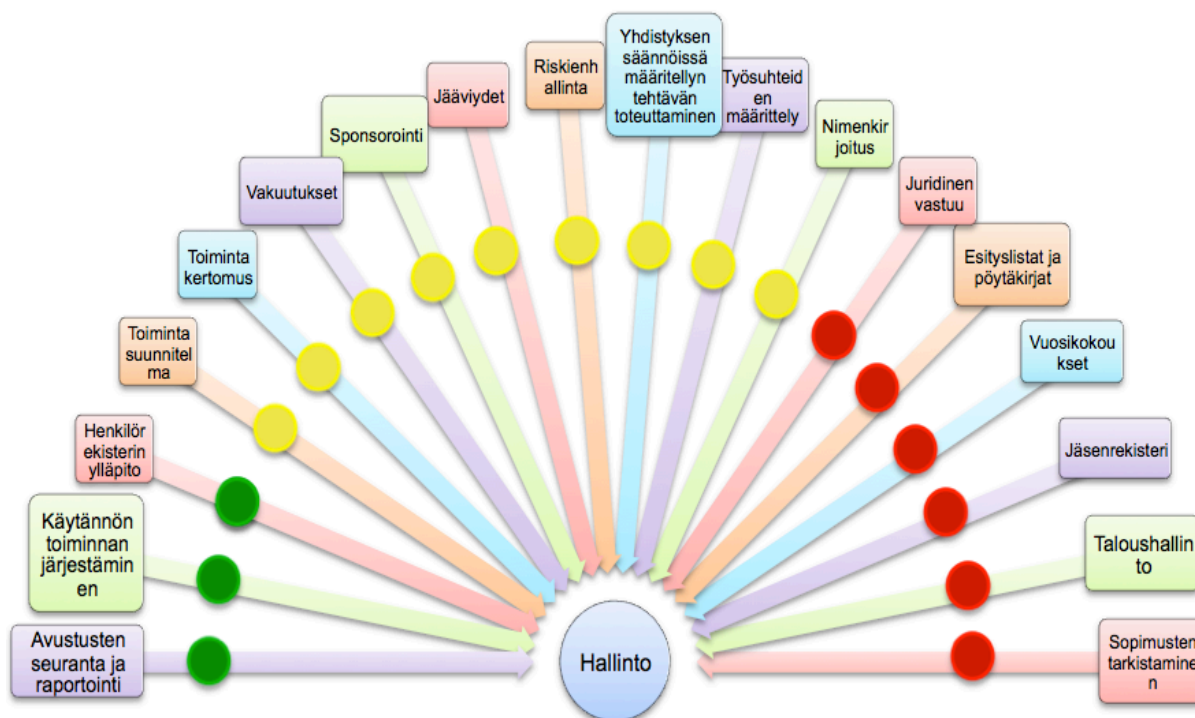 Avustusten
seuranta ja
raportointi
Käytännön
toiminnan
järjestämin
en
Henkilör
ekisterin
ylläpito
Toiminta
suunnitel
ma
Toiminta
kertomus
Vakuutukset
Sponsorointi
Jääviydet
Riskienh
allinta
Yhdistyksen
säännöissä
määritellyn
tehtävän
toteuttaminen
Työsuhteid
en
määrittely
Nimenkir
joitus
Juridinen
vastuu
Esityslistat ja
pöytäkirjat
Vuosikokou
kset
Jäsenrekisteri
Taloushallin
to
Sopimusten
tarkistamine
n
Hallinto